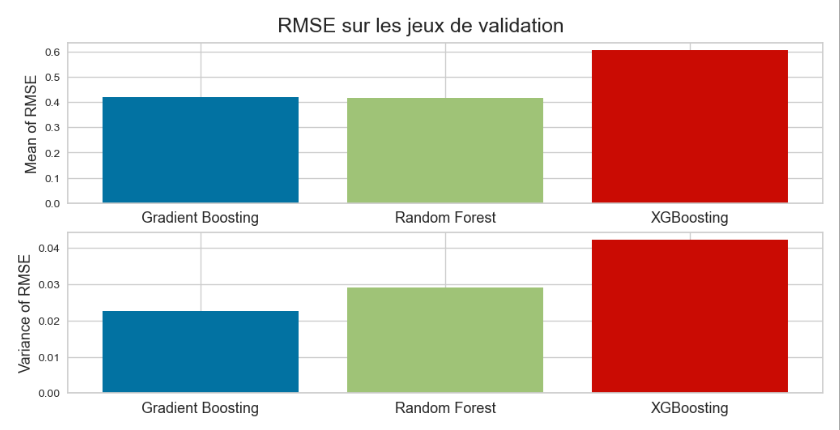 RMSE sur les jeux de validation
Mean of RMSE
0.6
0.5
0.4
0.3
0.2
0.1
0.0
Gradient Boosting Random Forest XGBoosting
Variance of RMSE
0.04
0.03
0.02
0.01
0.00
Gradient Boosting Random Forest XGBoosting